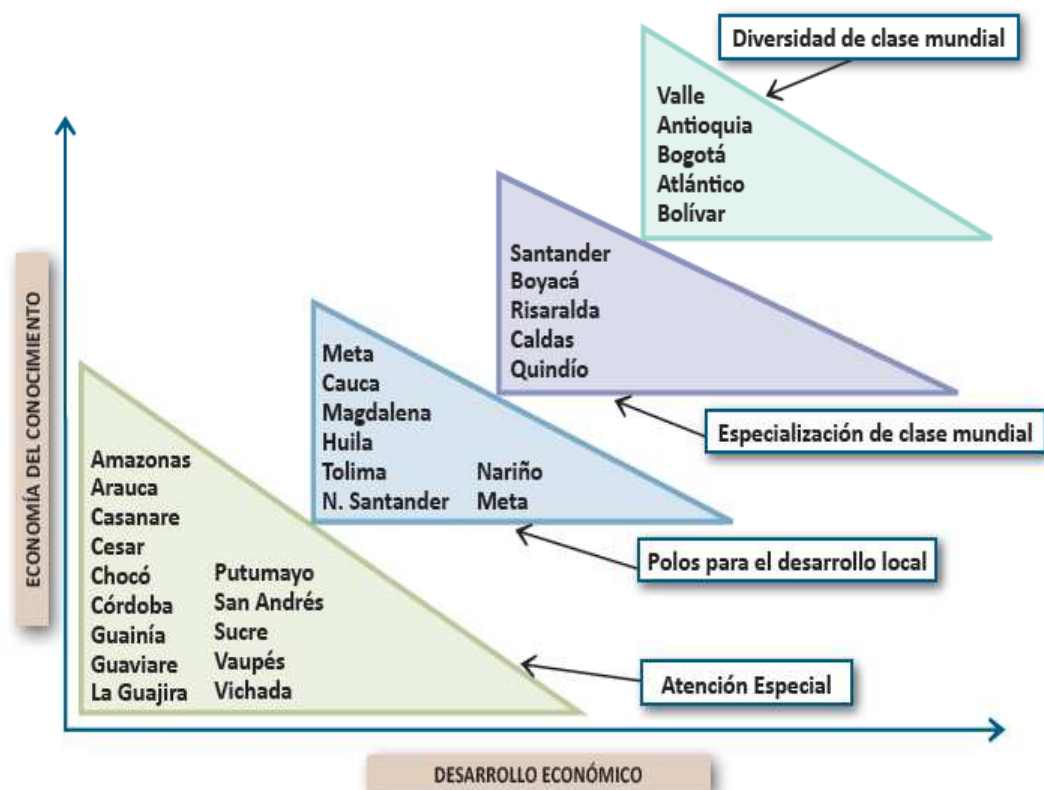 Diversidad de clase mundial
Valle
Antioquia
Bogotá
Atlántico
Bolívar
Santander
Boyacá
Risaralda
Caldas
Quindío
Especialización de clase mundial
Meta
Cauca
Magdalena
Huila
Tolima
N. Santander
Nariño
Meta
Polos para el desarrollo local
Amazonas
Arauca
Casanare
Cesar
Chocó
Córdoba
Guainía
Guaviare
La Guajira
Putumayo
San Andrés
Sucre
Vaupés
Vichada
Atención Especial
ECONOMÍA DEL CONOCIMIENTO
DESARROLLO ECONÓMICO